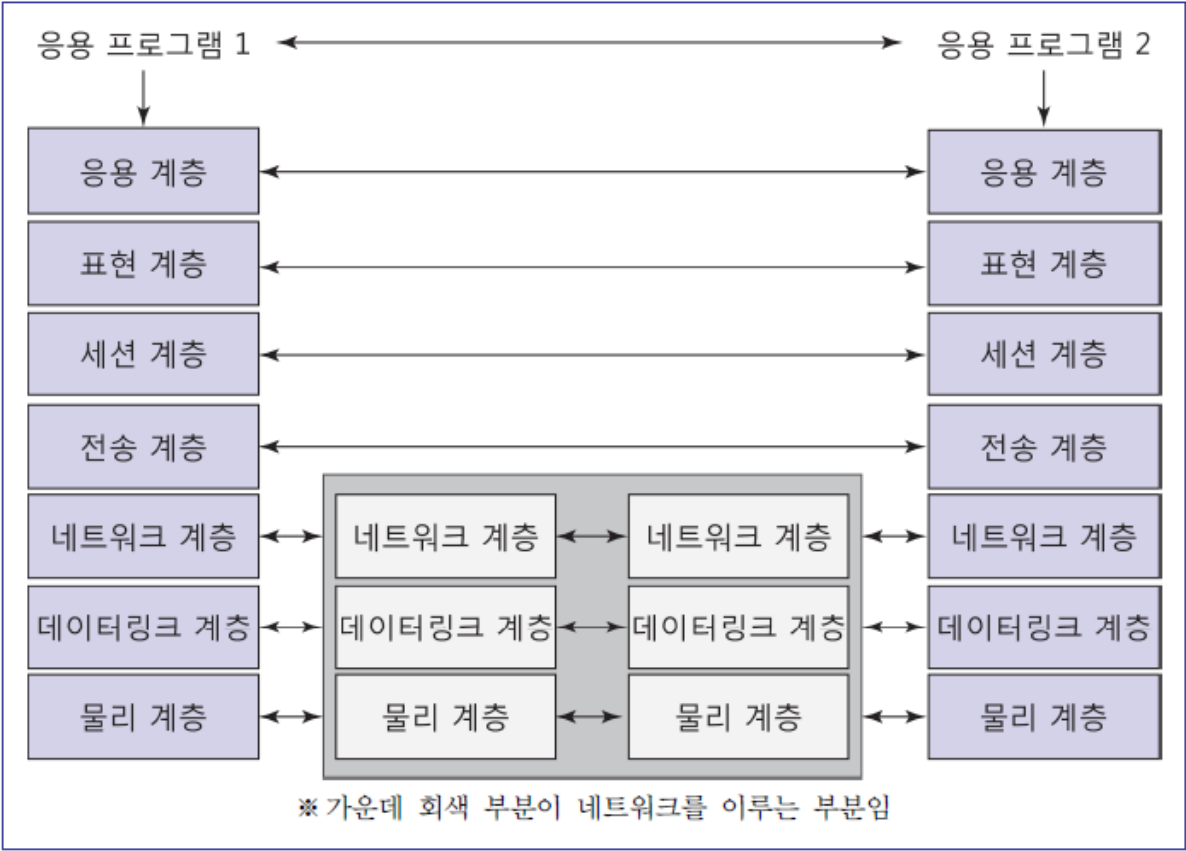 응용 프로그램 1
응용 프로그램 2
응용 계층
응용 계층
표현 계층
표현 계층
세션 계층
세션 계층
전송 계층
전송 계층
네트워크 계층
네트워크 계층
네트워크 계층
네트워크 계층
데이터링크 계층
데이터링크 계층
데이터링크 계층
데이터링크 계층
물리 계층
물리 계층
물리 계층
물리 계층
※ 가운데 회색 부분이 네트워크를 이루는 부분임